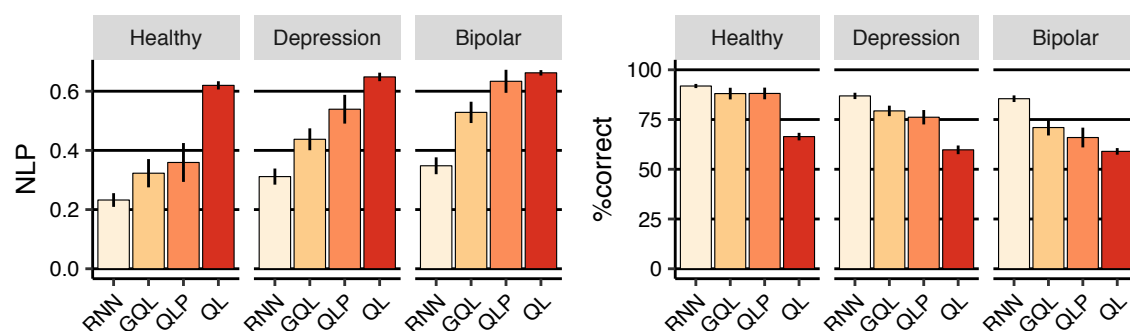 Healthy Depression Bipolar
NLP
0.6
0.4
0.2
0.0
RNN GQL QLP QL RNN GQL QLP QL RNN GQL QLP QL
Healthy Depression Bipolar
%correct
100
75
50
25
0
RNN GQL QLP QL RNN GQL QLP QL RNN GQL QLP QL